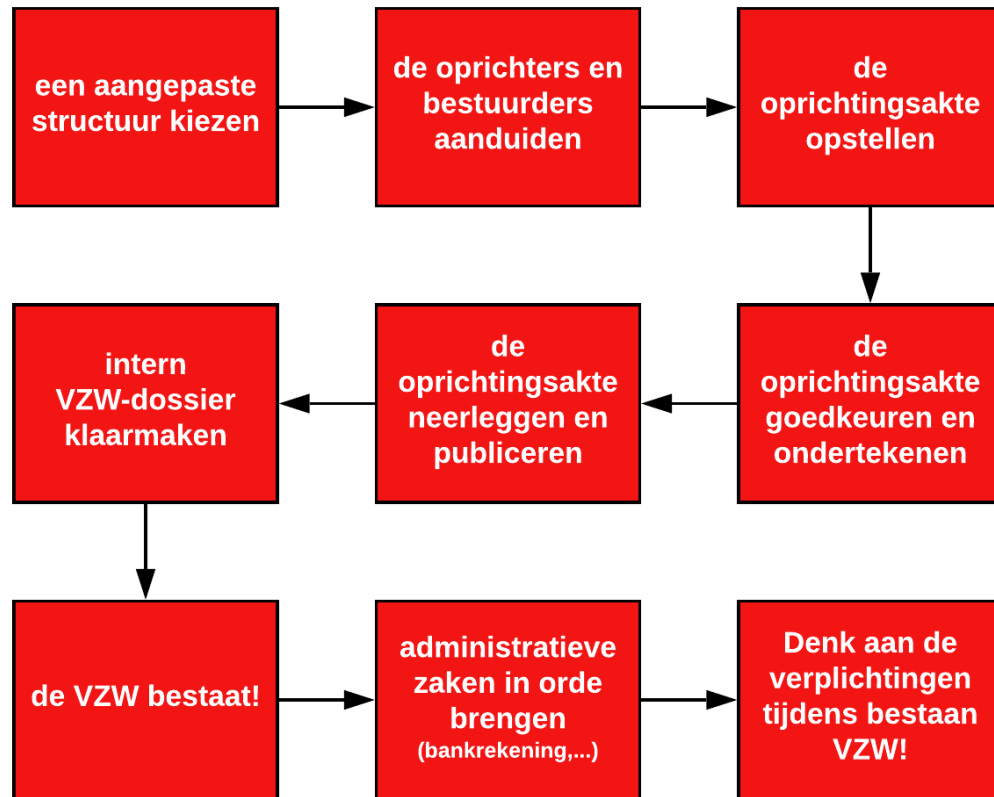 een aangepaste
structuur kiezen
de oprichters en
bestuurders
aanduiden
de
oprichtingsakte
opstellen
de
oprichtingsakte
goedkeuren en
ondertekenen
de
oprichtingsakte
neerleggen en
publiceren
intern
VZW-dossier
klaarmaken
de VZW bestaat!
administratieve
zaken in orde
brengen
(bankrekening,...)
Denk aan de
verplichtingen
tijdens bestaan
VZW!